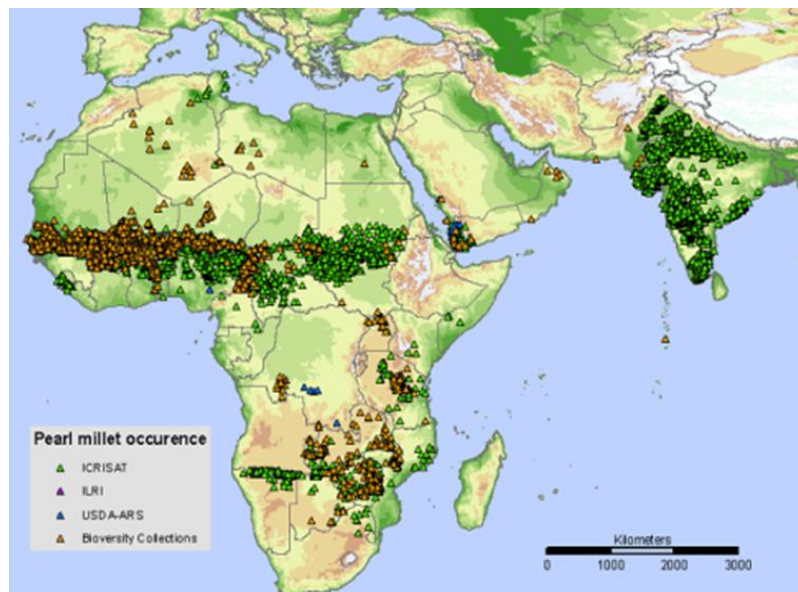 Pearl millet occurence
ICRISAT
ILRI
USDA-ARS
Bioversity Collections
Kilometers
0 1000 2000 3000